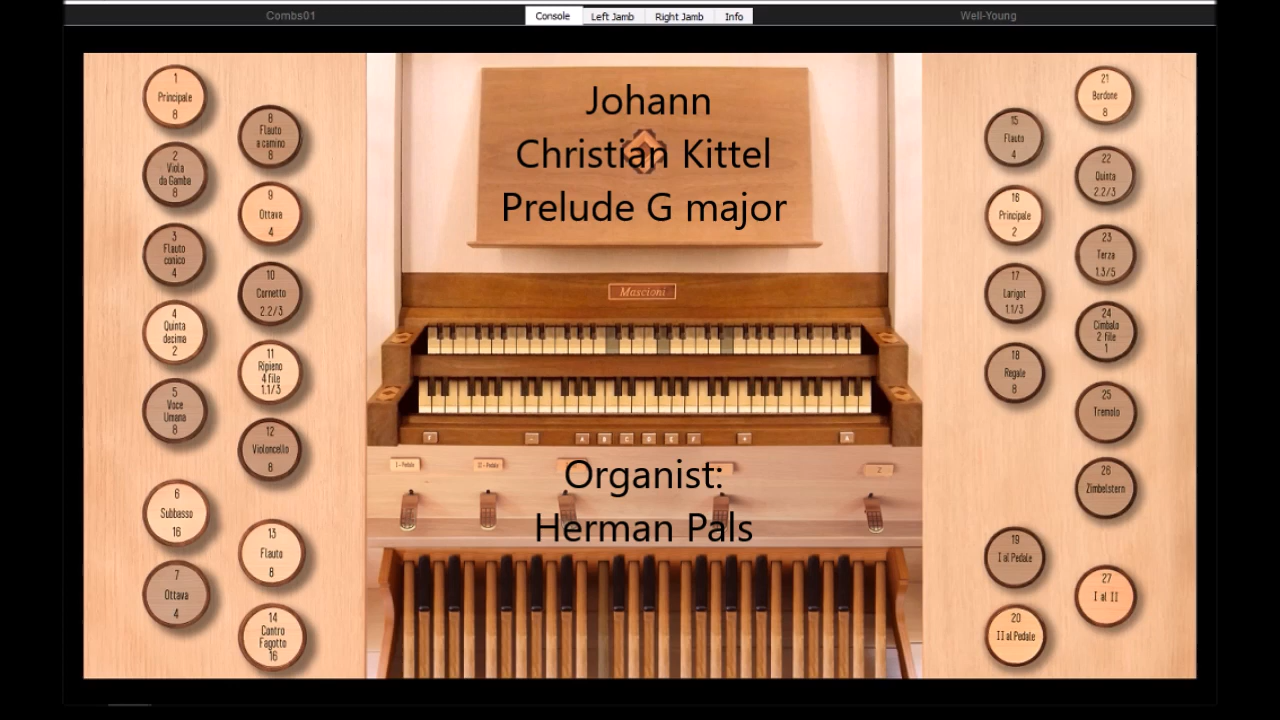 Combs01
Console
Left Jamb
Right Jamb
Info
Well-Young
1
Principale
8
2
Viola
da Gamba
8
3
Flauto
conico
4
4
Quinta
decima
2
5
Voce
Umana
8
6
Subbasso
16
7
Ottava
4
8
Flauto
a camino
8
9
Ottava
4
10
Cornetto
2.2/3
11
Ripieno
4 file
1.1/3
12
Violoncello
8
13
Flauto
8
14
Contro
Fagotto
16
Johann
Christian Kittel
Prelude G major
Mascioni
F
-
A
B
C
D
E
F
+
A
I - Pedale
II - Pedale
2
Organist:
Herman Pals
15
Flauto
4
16
Principale
2
17
Larigot
1.1/3
18
Regale
8
19
I al Pedale
20
II al Pedale
21
Bordone
8
22
Quinta
2.2/3
23
Terza
1.3/5
24
Cimbalo
2 file
1
25
Tremolo
26
Zimbelstern
27
I al II